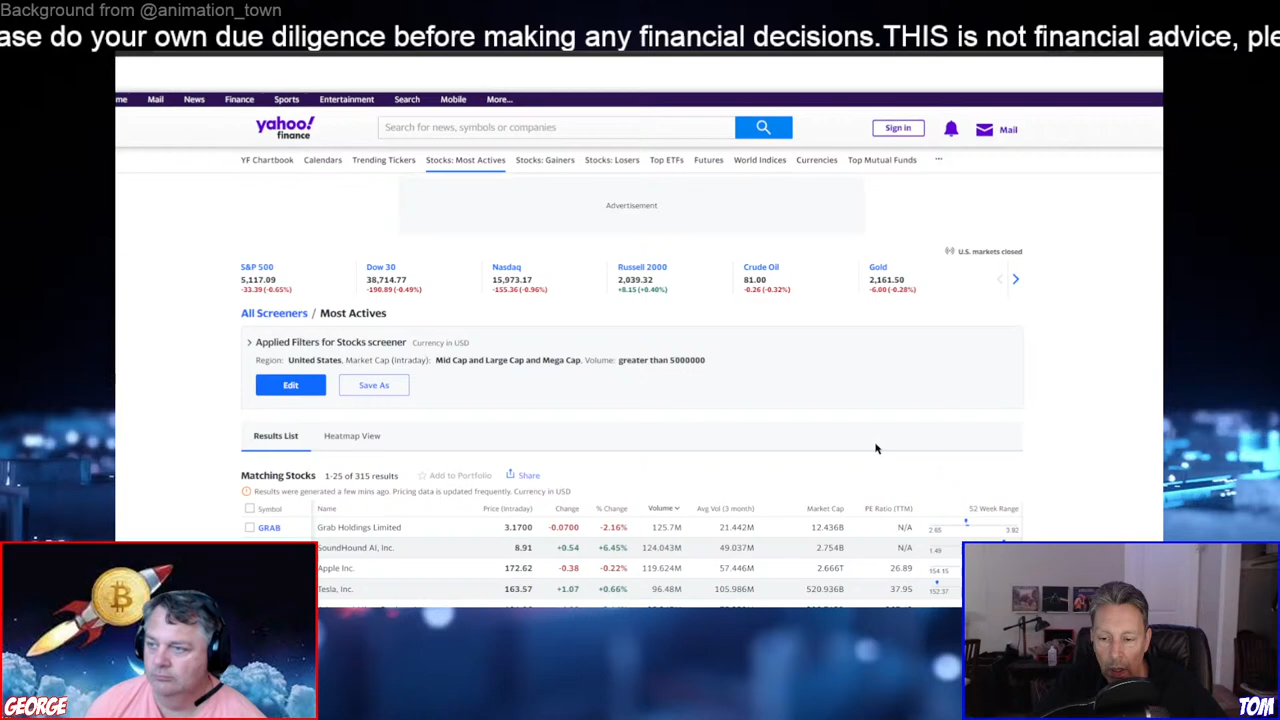 Background from @animation_town
ase do your own due diligence before making any financial decisions.THIS is not financial advice, ple
me Mail News Finance Sports Entertainment Search Mobile More...
yahoo! finance
Search for news, symbols or companies
Sign in
Mail
YF Chartbook Calendars Trending Tickers Stocks: Most Actives Stocks: Gainers Stocks: Losers Top ETFs Futures World Indices Currencies Top Mutual Funds ...
Advertisement
U.S. markets closed
S&P 500 Dow 30 Nasdaq Russell 2000 Crude Oil Gold
5,117.09 38,714.77 15,973.17 2,039.32 81.00 2,161.50
-33.39 (-0.65%) -190.89 (-0.49%) -155.36 (-0.96%) +8.15 (+0.40%) -0.26 (-0.32%) -6.00 (-0.28%)
All Screeners / Most Actives
Applied Filters for Stocks screener Currency in USD
Region: United States, Market Cap (Intraday): Mid Cap and Large Cap and Mega Cap, Volume: greater than 5000000
Edit Save As
Results List Heatmap View
Matching Stocks 1-25 of 315 results Add to Portfolio Share
Results were generated a few mins ago. Pricing data is updated frequently. Currency in USD
Symbol Name Price (Intraday) Change % Change Volume Avg Vol (3 month) Market Cap PE Ratio (TTM) 52 Week Range
GRAB Grab Holdings Limited 3.1700 -0.0700 -2.16% 125.7M 21.442M 12.436B N/A 2.65 3.92
SoundHound AI, Inc. 8.91 +0.54 +6.45% 124.043M 49.037M 2.754B N/A 1.49
Apple Inc. 172.62 -0.38 -0.22% 119.624M 57.446M 2.666T 26.89 154.15
Tesla, Inc. 163.57 +1.07 +0.66% 96.48M 105.986M 520.936B 37.95 152.37
GEORGE
TOM